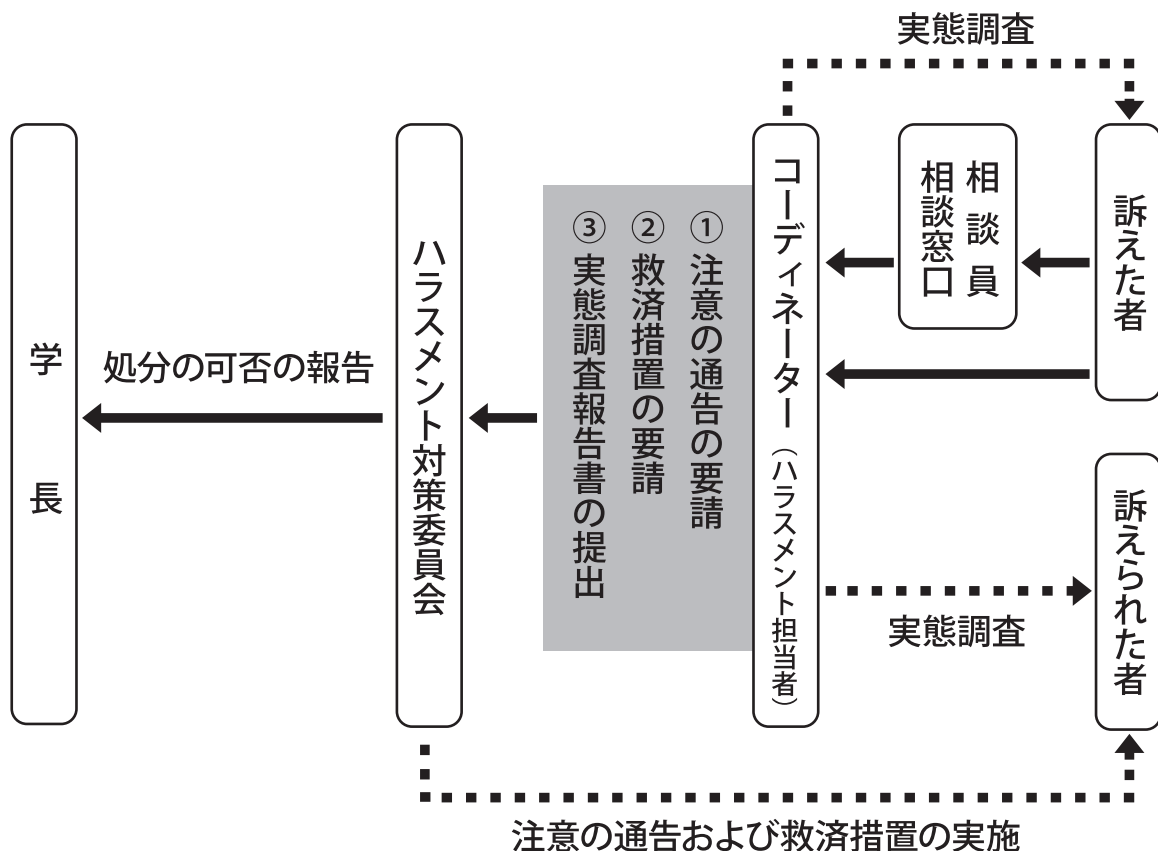 実態調査
訴えた者
相談員
相談窓口
コーディネーター(ハラスメント担当者)
①注意の通告の要請
②救済措置の要請
③実態調査報告書の提出
ハラスメント対策委員会
処分の可否の報告
学長
訴えられた者
実態調査
注意の通告および救済措置の実施